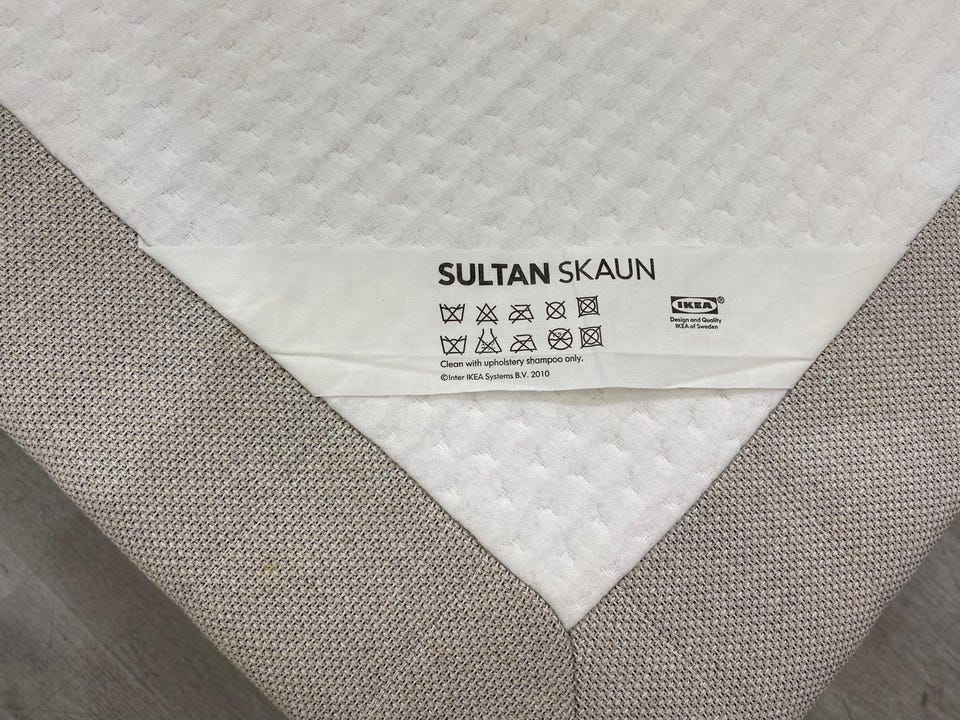 SULTAN SKAUN
IKEA®
Design and Quality
IKEA of Sweden
Clean with upholstery shampoo only.
©Inter IKEA Systems B.V. 2010